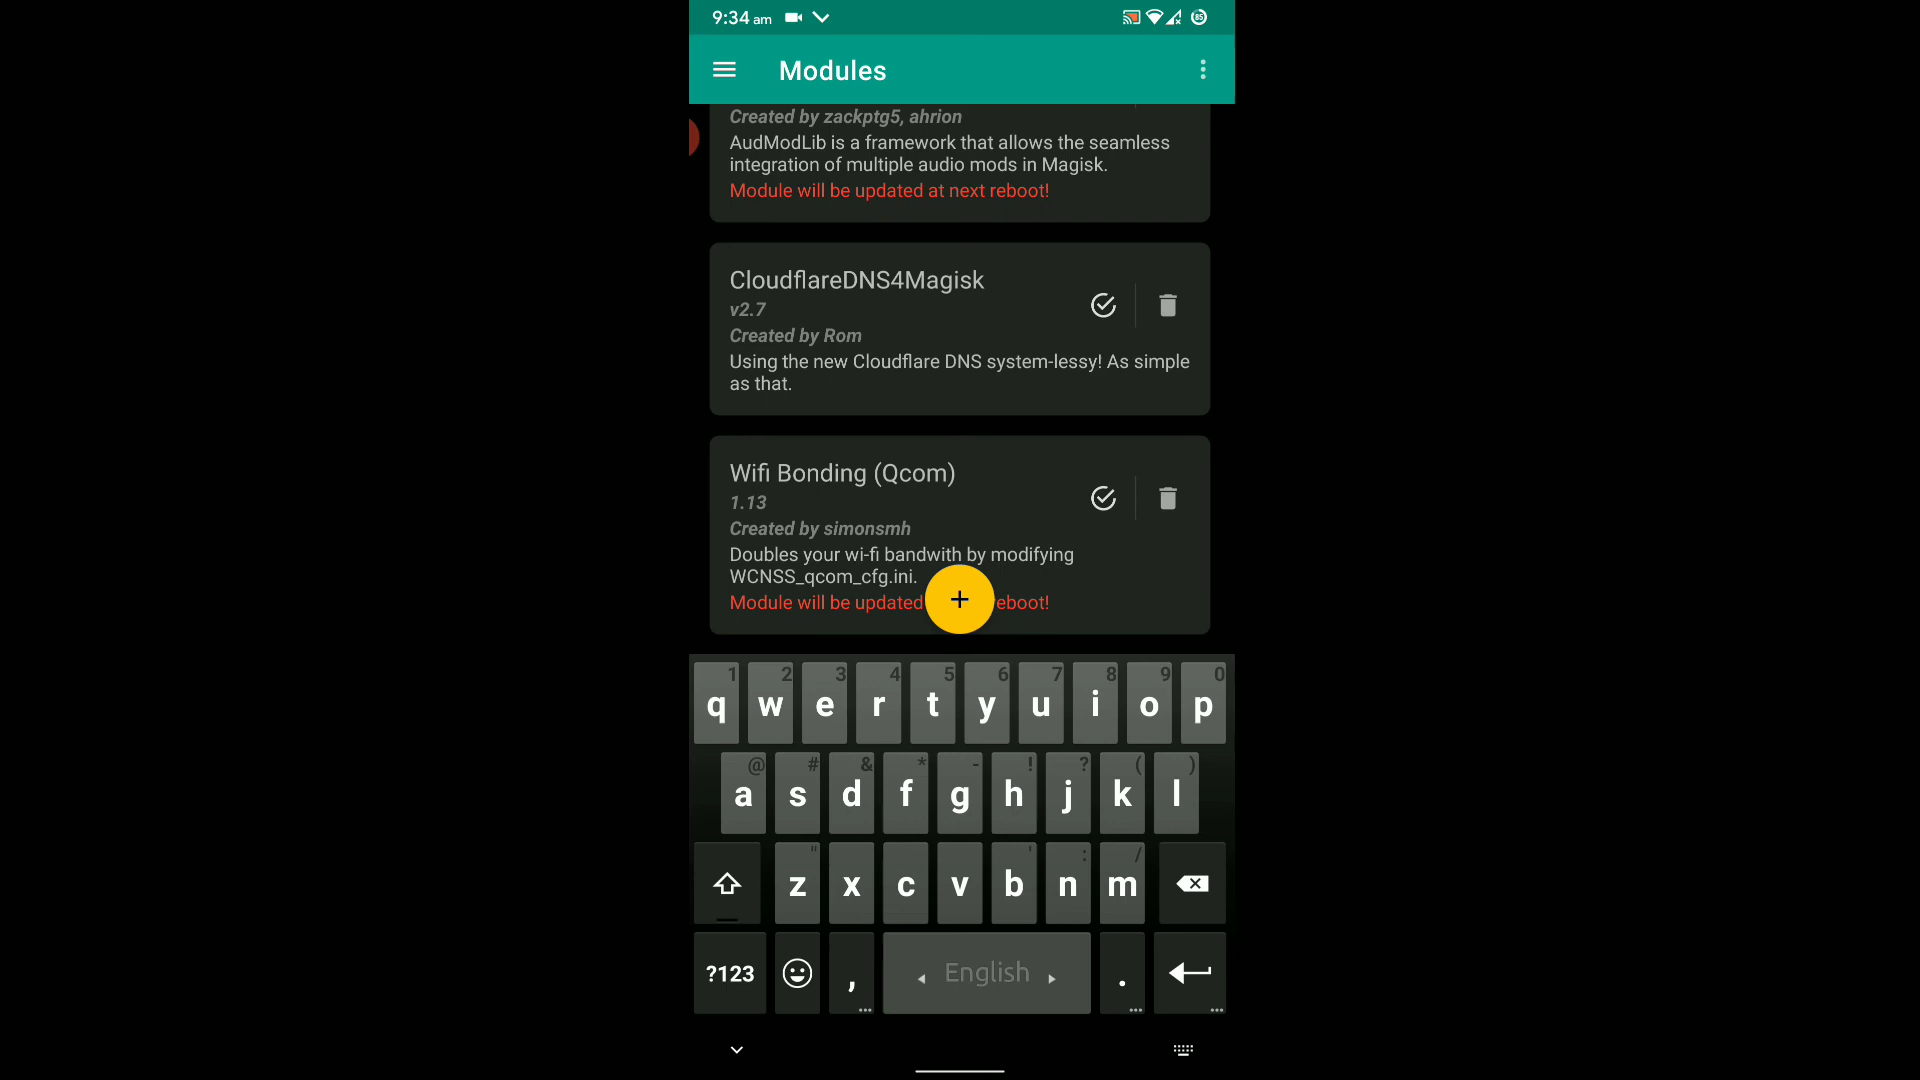 9:34 am
85
Modules
Created by zackptg5, ahrion
AudModLib is a framework that allows the seamless
integration of multiple audio mods in Magisk.
Module will be updated at next reboot!
CloudflareDNS4Magisk
v2.7
Created by Rom
Using the new Cloudflare DNS system-lessy! As simple
as that.
Wifi Bonding (Qcom)
1.13
Created by simonsmh
Doubles your wi-fi bandwith by modifying
WCNSS_qcom_cfg.ini.
Module will be updated eboot!
+
1 2 3 4 5 6 7 8 9 0
q w e r t y u i o p
@ # & * - ! ? ( )
a s d f g h j k l
" ' : /
z x c v b n m
?123 , English .